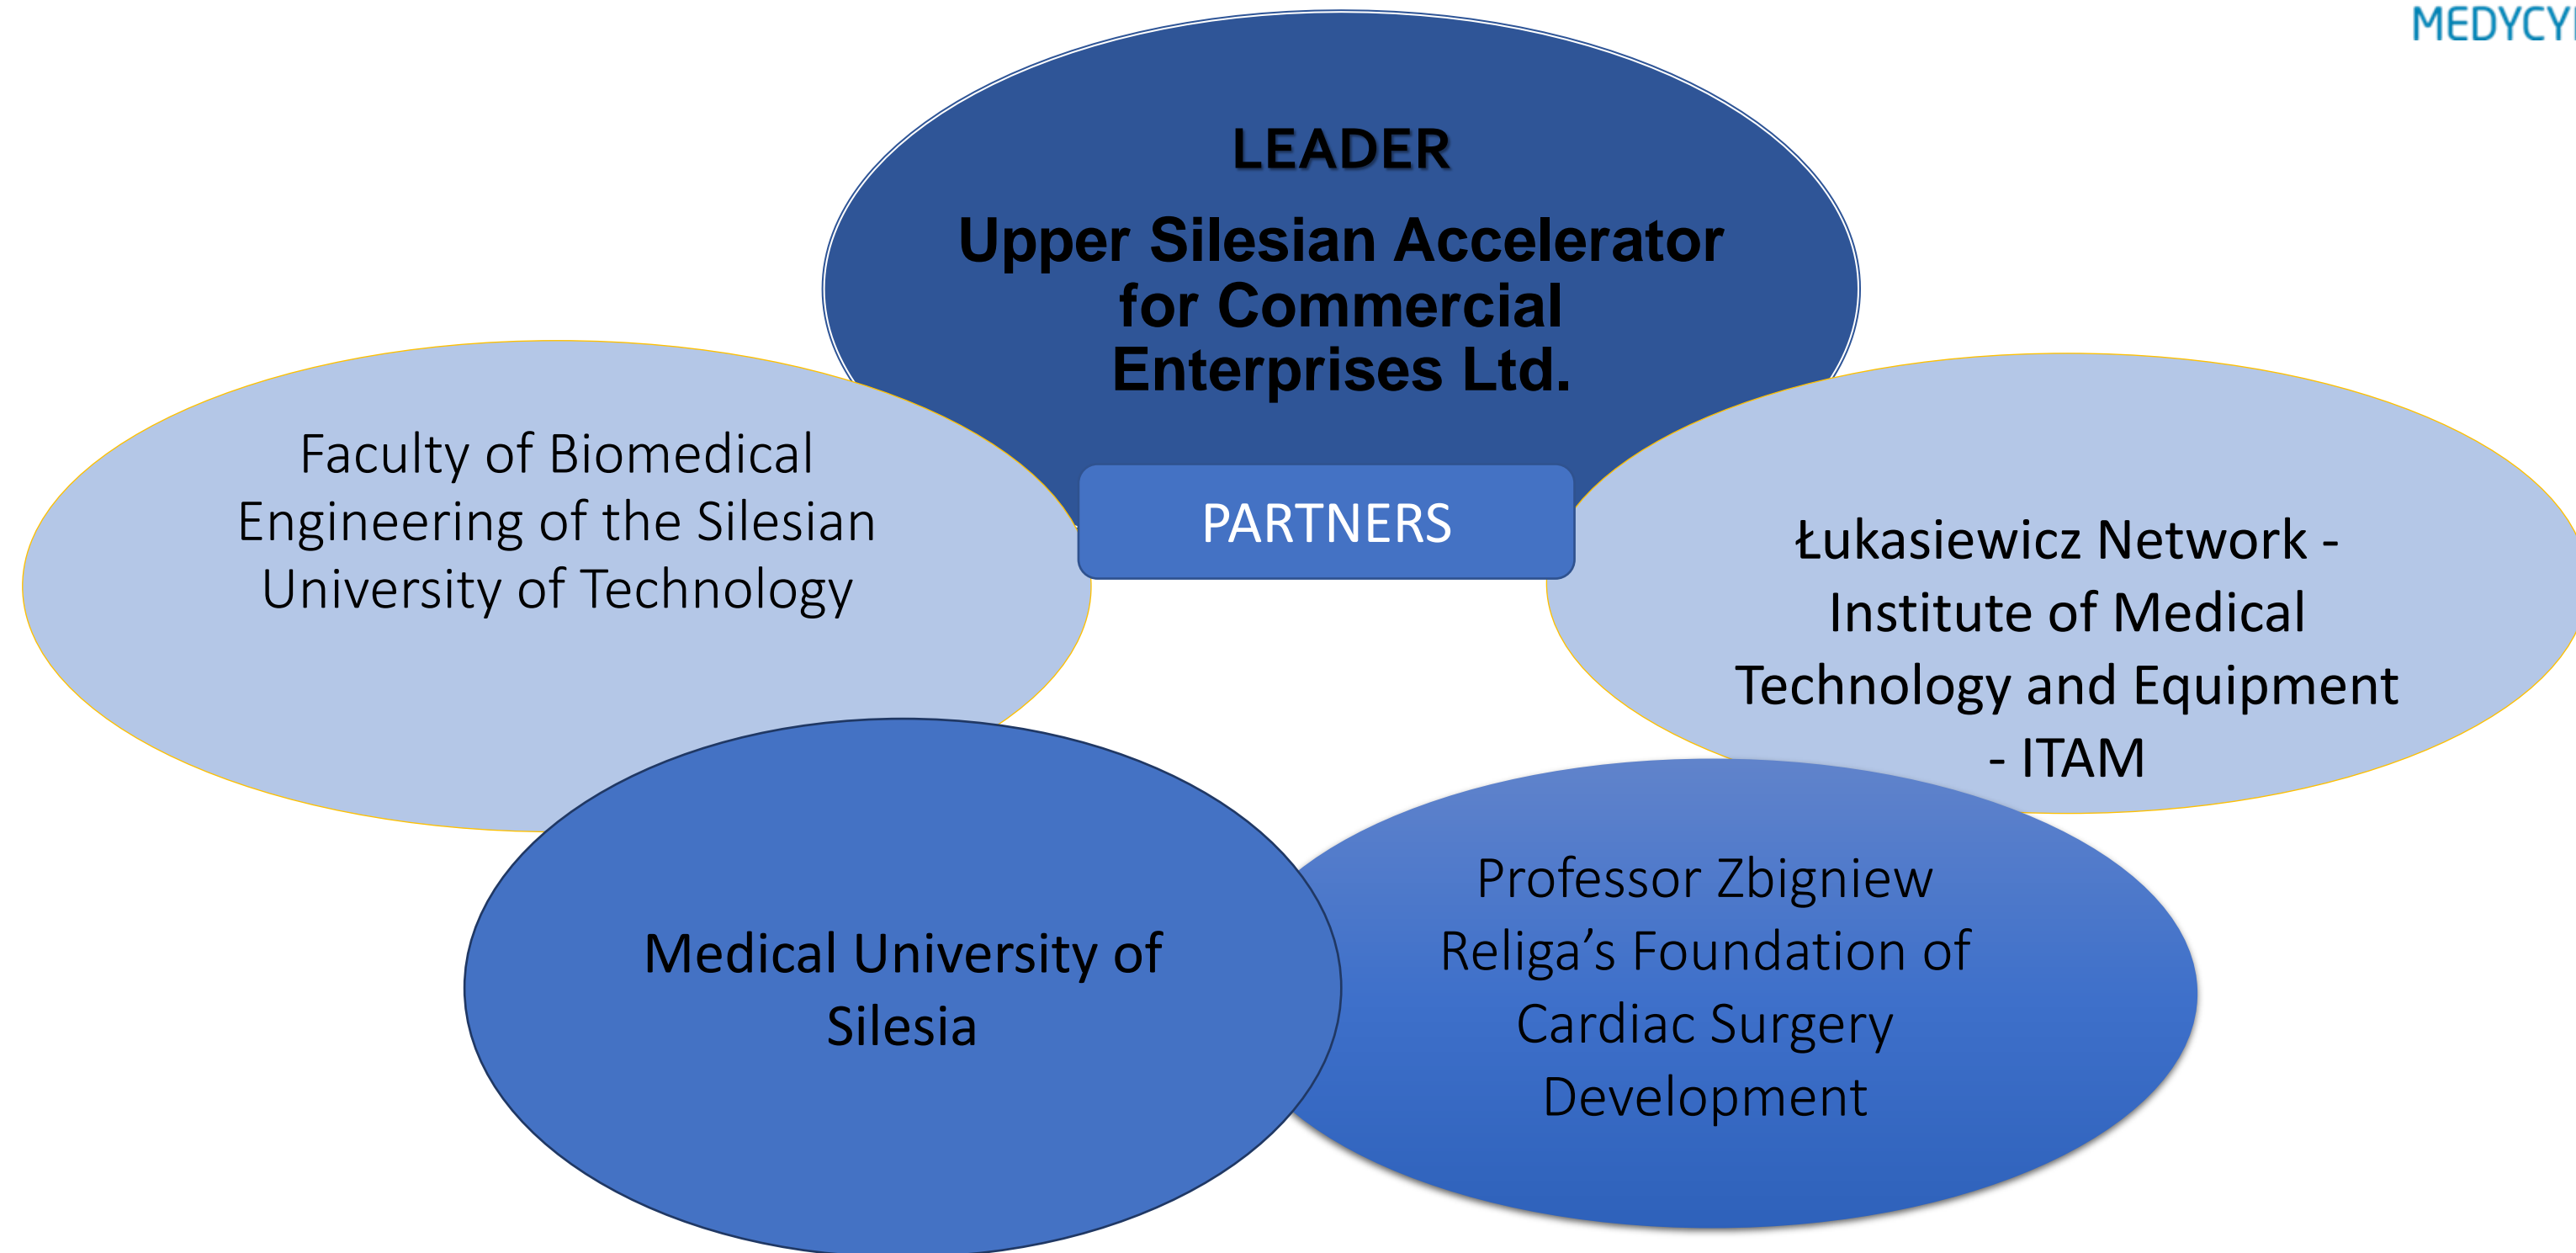 LEADER
Upper Silesian Accelerator
for Commercial
Enterprises Ltd.
PARTNERS
Faculty of Biomedical
Engineering of the Silesian
University of Technology
Łukasiewicz Network -
Institute of Medical
Technology and Equipment
- ITAM
Medical University of
Silesia
Professor Zbigniew
Religa’s Foundation of
Cardiac Surgery
Development